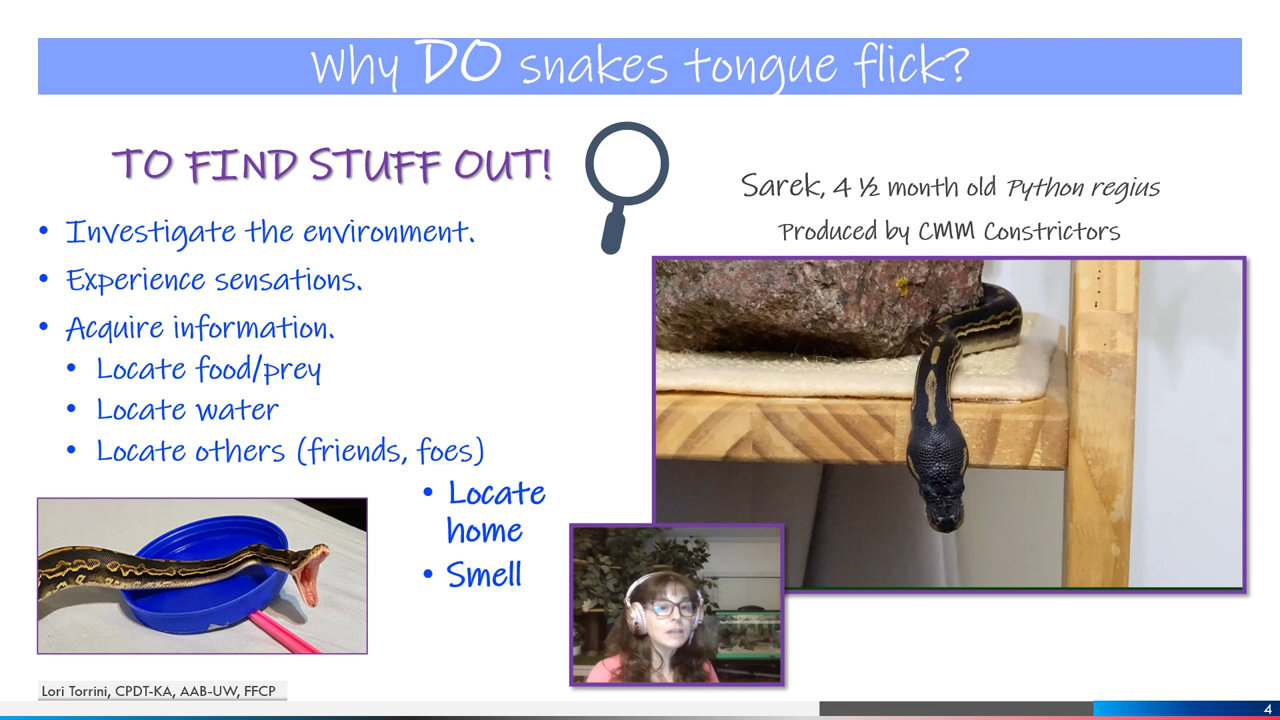 Why DO snakes tongue flick?
TO FIND STUFF OUT!
• Investigate the environment.
• Experience sensations.
• Acquire information.
• Locate food/prey
• Locate water
• Locate others (friends, foes)
• Locate
home
• Smell
Sarek, 4 ½ month old Python regius
Produced by CMM Constrictors
Lori Torrini, CPDT-KA, AAB-UW, FFCP
4